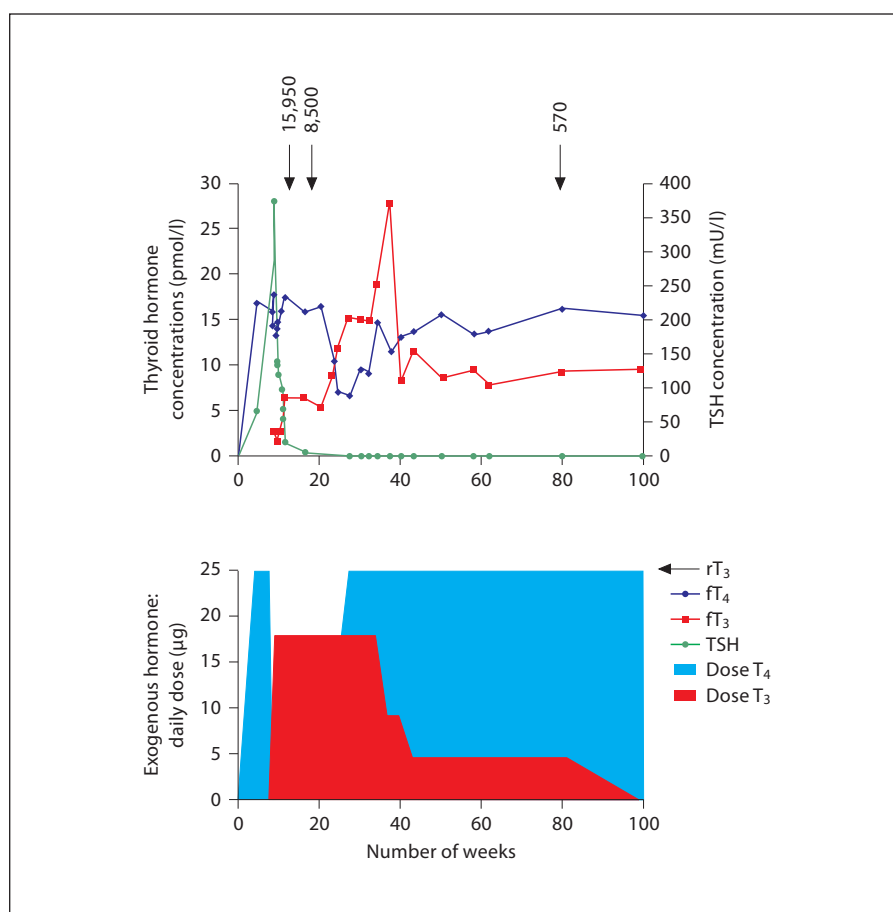 15,950
8,500
570
30
25
20
15
10
5
0
Thyroid hormone
concentrations (pmol/l)
400
350
300
250
200
150
100
50
0
TSH concentration (mU/l)
0 20 40 60 80 100
25
20
15
10
5
0
Exogenous hormone:
daily dose (µg)
0 20 40 60 80 100
Number of weeks
rT3
fT4
fT3
TSH
Dose T4
Dose T3